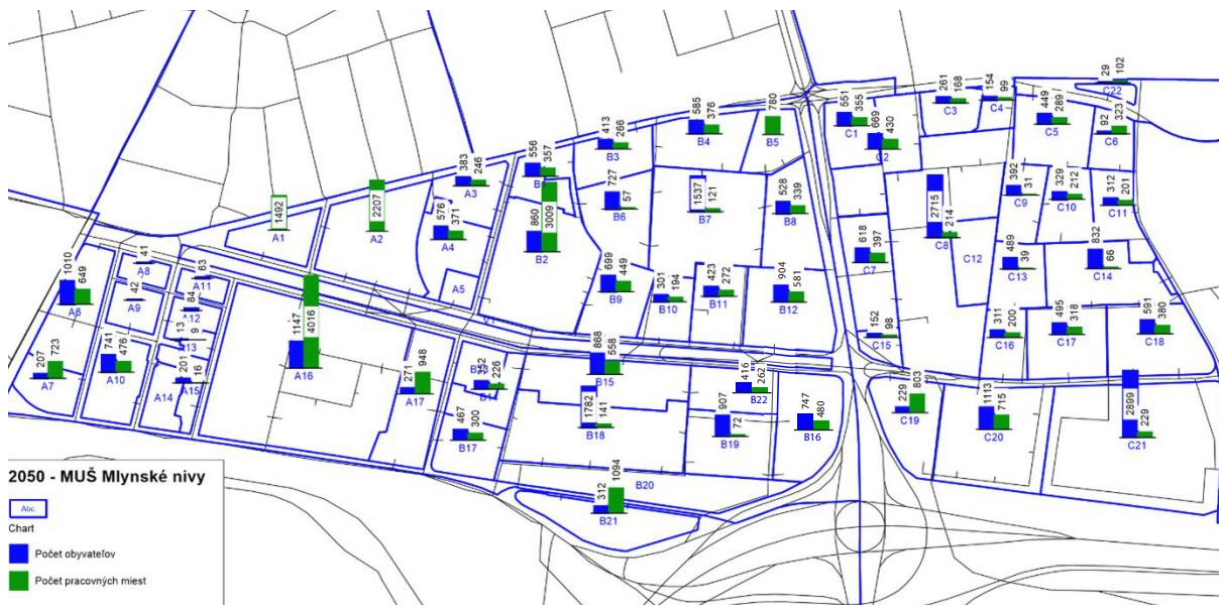 29 102
C22
261 168
C3
154 99
C4
551 355
C1
669 430
C2
449 289
C5
92 323
C6
585 376
B4
780
B5
413 266
B3
556 357
383 246
A3
1492
A1
2207
A2
576 371
A4
A5
860 3009
B2
727 57
B6
1537 121
B7
528 339
B8
392 31
C9
329 212
C10
312 201
C11
2715 214
C8
C12
618 397
C7
489 39
C13
832 66
C14
1010 649
A6
41
A8
63
A11
42
A9
84
A12
13 9
201 16
A15
A14
207 723
A7
741 476
A10
1147 4016
A16
271 948
A17
699 449
B9
301 194
B10
423 272
B11
904 581
B12
152 98
C15
311 200
C16
495 318
C17
591 380
C18
226
868 558
B15
467 300
B17
1782 141
B18
416 262
B22
907 72
B19
747 480
B16
229 803
C19
1113 715
C20
2899 229
C21
B20
312 1094
B21
2050 - MUŠ Mlynské nivy
Abc
Chart
Počet obyvateľov
Počet pracovných miest